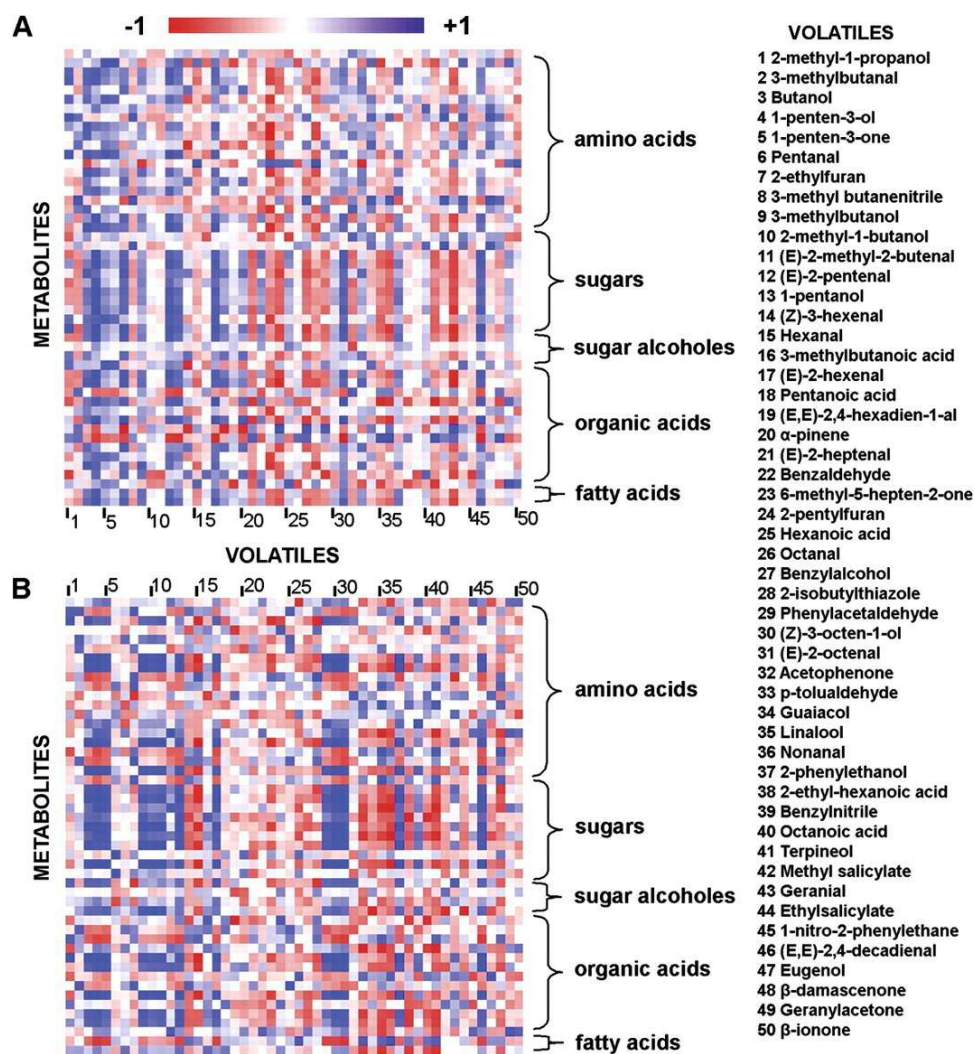 A
-1
+1
METABOLITES
amino acids
sugars
sugar alcoholes
organic acids
fatty acids
1 5 10 15 20 25 30 35 40 45 50
VOLATILES
B
1 5 10 15 20 25 30 35 40 45 50
METABOLITES
amino acids
sugars
sugar alcoholes
organic acids
fatty acids
VOLATILES
1 2-methyl-1-propanol
2 3-methylbutanal
3 Butanol
4 1-penten-3-ol
5 1-penten-3-one
6 Pentanal
7 2-ethylfuran
8 3-methyl butanenitrile
9 3-methylbutanol
10 2-methyl-1-butanol
11 (E)-2-methyl-2-butenal
12 (E)-2-pentenal
13 1-pentanol
14 (Z)-3-hexenal
15 Hexanal
16 3-methylbutanoic acid
17 (E)-2-hexenal
18 Pentanoic acid
19 (E,E)-2,4-hexadien-1-al
20 α-pinene
21 (E)-2-heptenal
22 Benzaldehyde
23 6-methyl-5-hepten-2-one
24 2-pentylfuran
25 Hexanoic acid
26 Octanal
27 Benzylalcohol
28 2-isobutylthiazole
29 Phenylacetaldehyde
30 (Z)-3-octen-1-ol
31 (E)-2-octenal
32 Acetophenone
33 p-tolualdehyde
34 Guaiacol
35 Linalool
36 Nonanal
37 2-phenylethanol
38 2-ethyl-hexanoic acid
39 Benzylnitrile
40 Octanoic acid
41 Terpineol
42 Methyl salicylate
43 Geranial
44 Ethylsalicylate
45 1-nitro-2-phenylethane
46 (E,E)-2,4-decadienal
47 Eugenol
48 β-damascenone
49 Geranylacetone
50 β-ionone